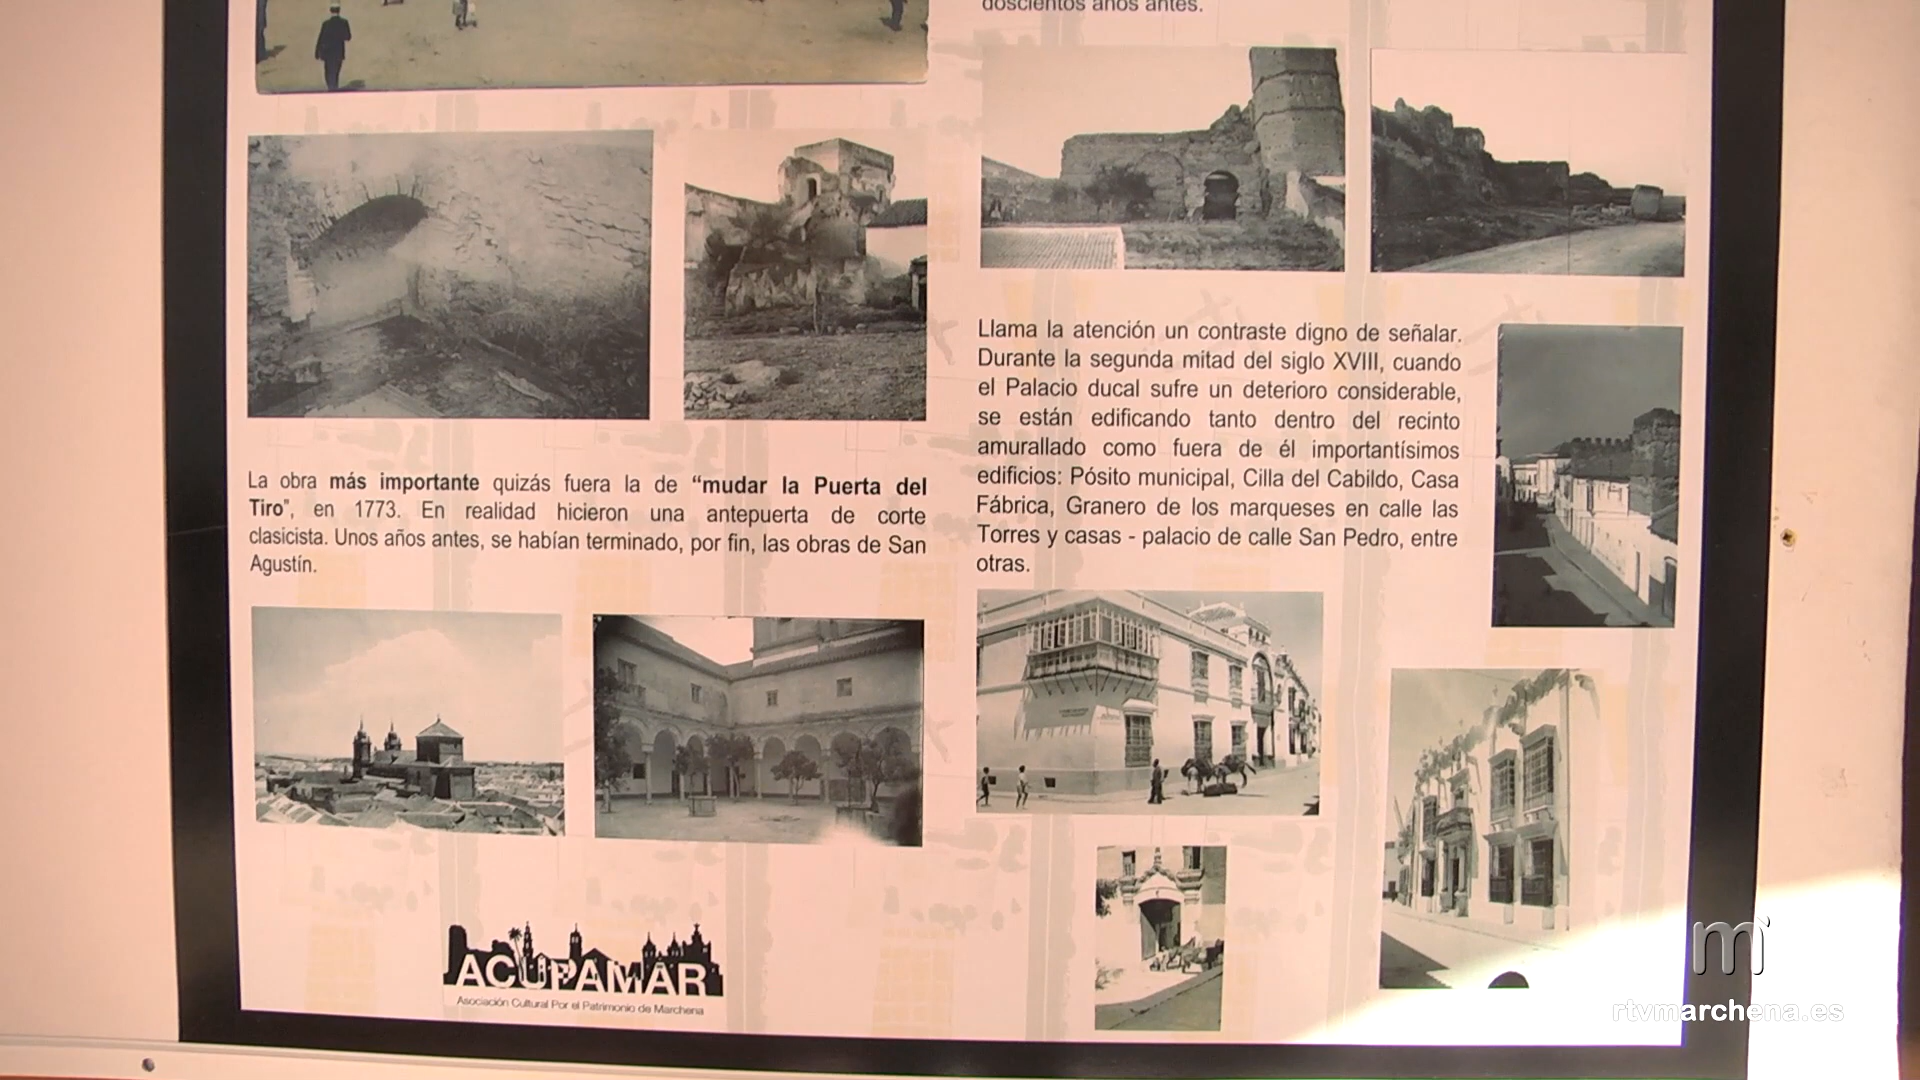 La obra más importante quizás fuera la de “mudar la Puerta del
Tiro”, en 1773. En realidad hicieron una antepuerta de corte
clasicista. Unos años antes, se habían terminado, por fin, las obras de San
Agustín.
ACUPAMAR
Asociación Cultural Por el Patrimonio de Marchena
doscientos años antes.
Llama la atención un contraste digno de señalar.
Durante la segunda mitad del siglo XVIII, cuando
el Palacio ducal sufre un deterioro considerable,
se están edificando tanto dentro del recinto
amurallado como fuera de él importantísimos
edificios: Pósito municipal, Cilla del Cabildo, Casa
Fábrica, Granero de los marqueses en calle las
Torres y casas - palacio de calle San Pedro, entre
otras.
m
rtvmarchena.es